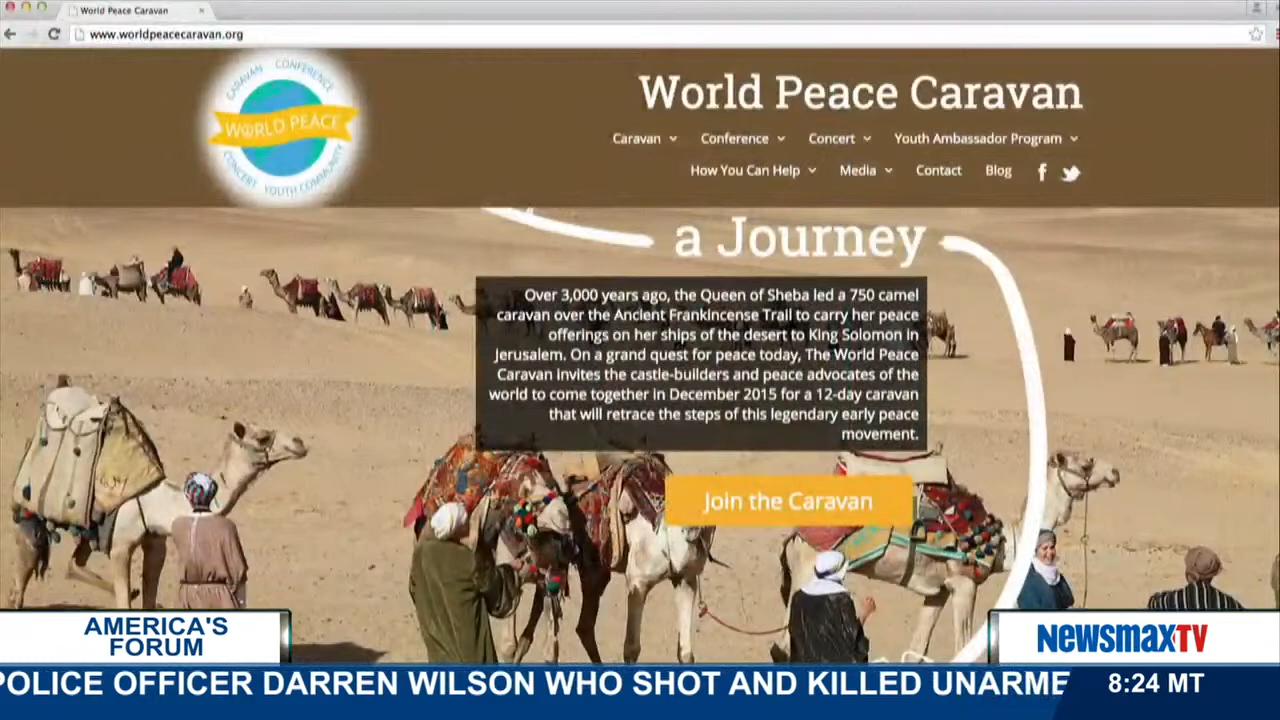 World Peace Caravan
www.worldpeacecaravan.org
CARAVAN CONFERENCE
WORLD PEACE
CONCERT YOUTH COMMUNITY
World Peace Caravan
Caravan Conference Concert Youth Ambassador Program
How You Can Help Media Contact Blog
a Journey
Over 3,000 years ago, the Queen of Sheba led a 750 camel
caravan over the Ancient Frankincense Trail to carry her peace
offerings on her ships of the desert to King Solomon in
Jerusalem. On a grand quest for peace today, The World Peace
Caravan invites the castle-builders and peace advocates of the
world to come together in December 2015 for a 12-day caravan
that will retrace the steps of this legendary early peace
movement.
Join the Caravan
AMERICA'S
FORUM
NEWSMAXTV
POLICE OFFICER DARREN WILSON WHO SHOT AND KILLED UNARME
8:24 MT